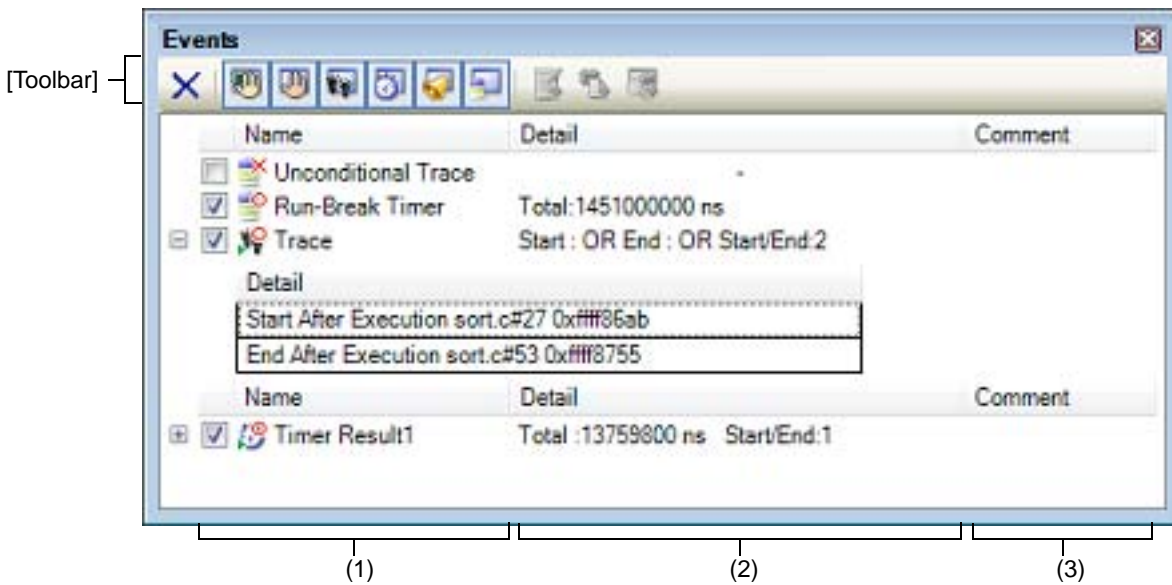 Events
[Toolbar]
Name Detail Comment
Unconditional Trace -
Run-Break Timer Total:1451000000 ns
Trace Start : OR End : OR Start/End:2
Detail
Start After Execution sort.c#27 0xffff86ab
End After Execution sort.c#53 0xffff8755
Name Detail Comment
Timer Result1 Total :13759800 ns Start/End:1
(1) (2) (3)